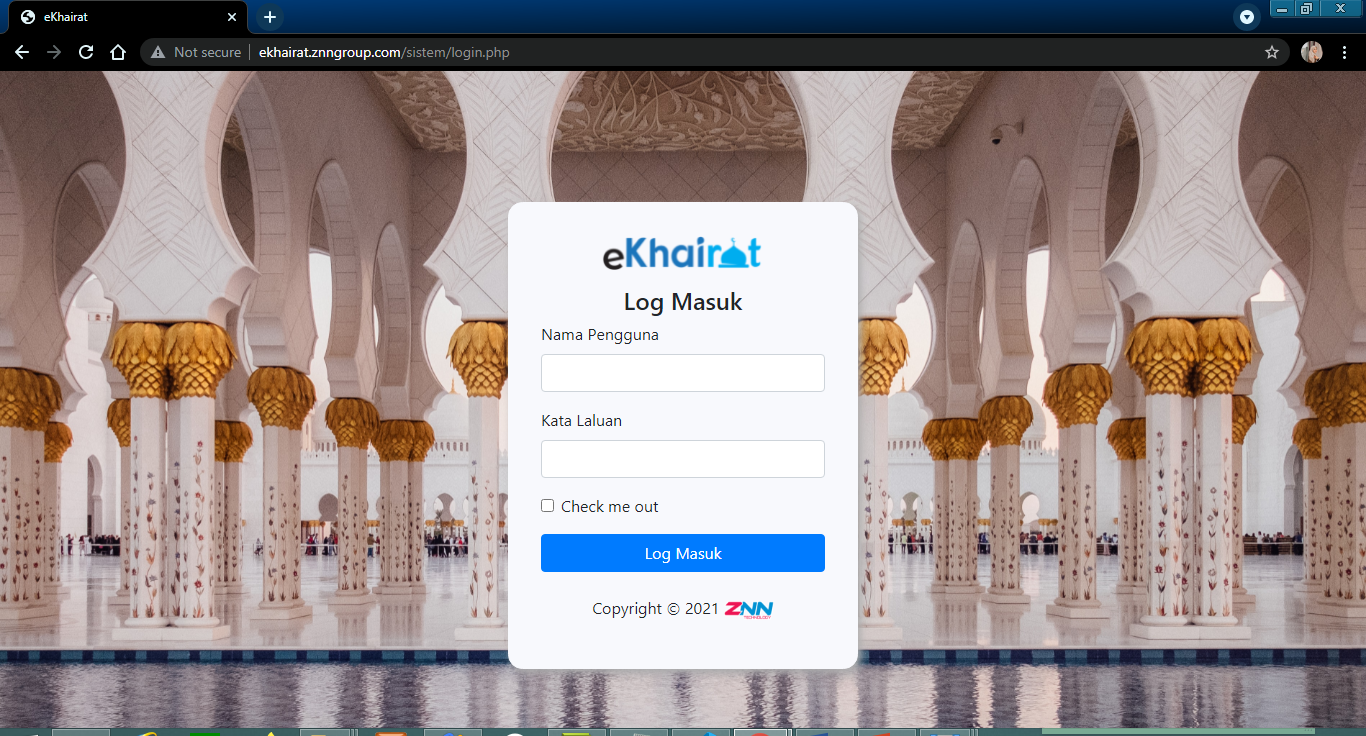 eKhairat
Not secure
ekhairat.znngroup.com/sistem/login.php
eKhairat
Log Masuk
Nama Pengguna
Kata Laluan
Check me out
Log Masuk
Copyright © 2021 ZNN
TECHNOLOGY